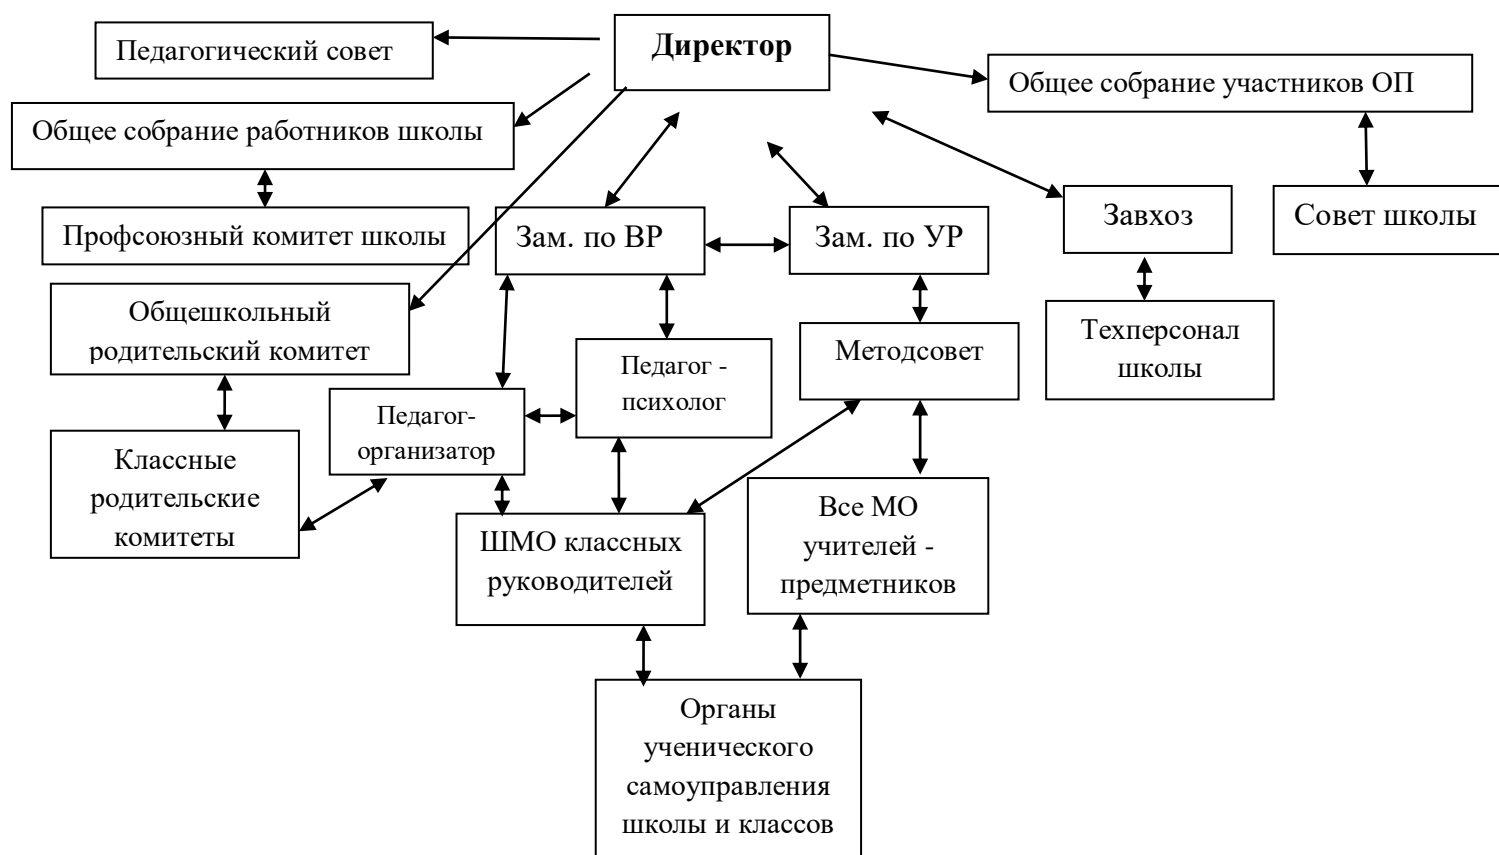 Директор
Педагогический совет
Общее собрание участников ОП
Общее собрание работников школы
Профсоюзный комитет школы
Зам. по ВР
Зам. по УР
Завхоз
Совет школы
Общешкольный
родительский комитет
Педагог -
психолог
Методсовет
Техперсонал
школы
Педагог-
организатор
Классные
родительские
комитеты
ШМО классных
руководителей
Все МО
учителей -
предметников
Органы
ученического
самоуправления
школы и классов